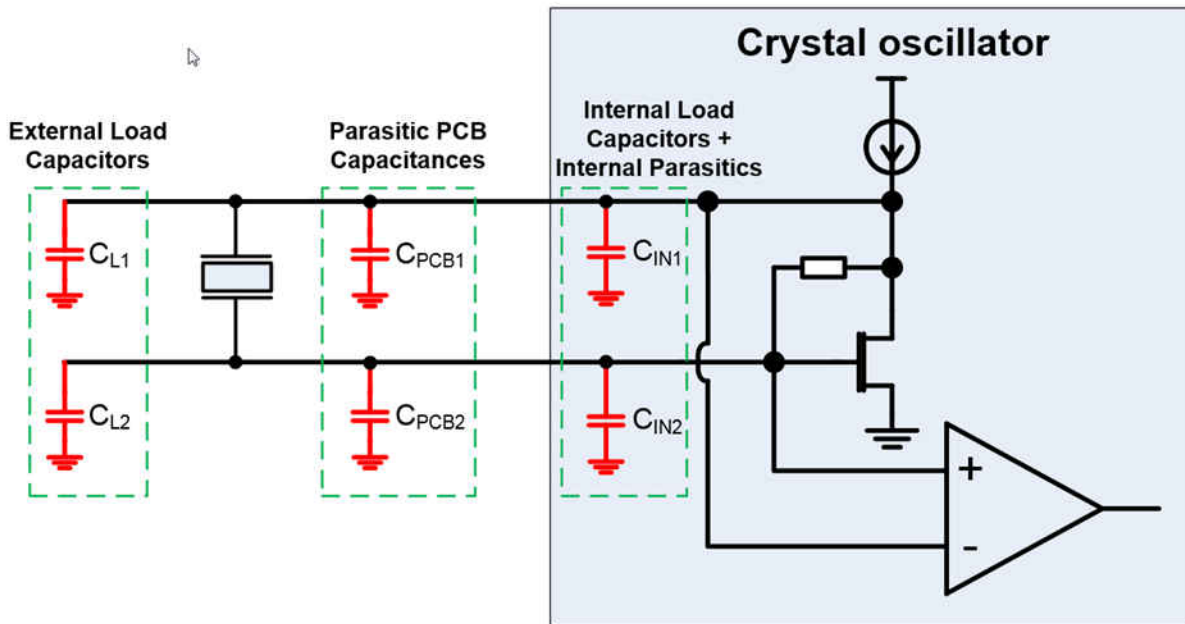 Crystal oscillator
External Load
Capacitors
Parasitic PCB
Capacitances
Internal Load
Capacitors +
Internal Parasitics
CL1
CPCB1
CIN1
CL2
CPCB2
CIN2
+
-